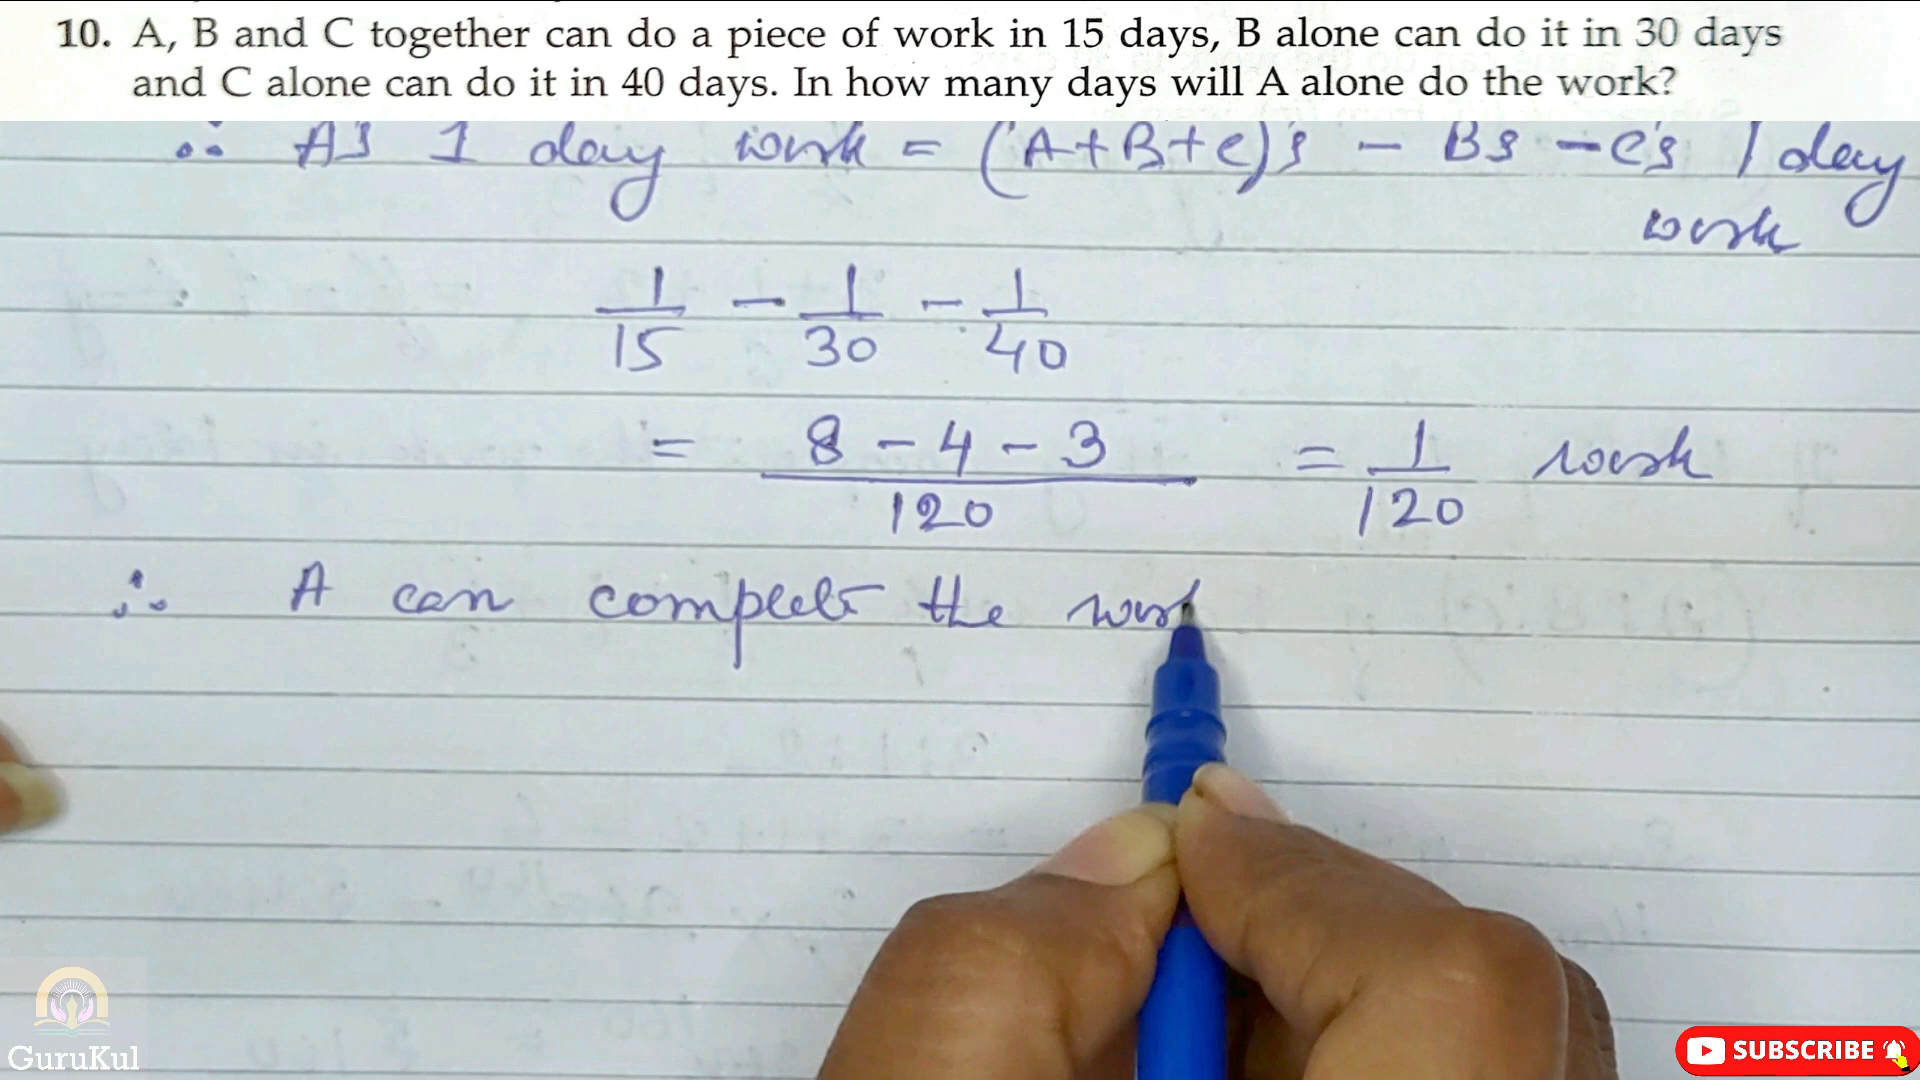 10. A, B and C together can do a piece of work in 15 days, B alone can do it in 30 days
and C alone can do it in 40 days. In how many days will A alone do the work?
∴ A's 1 day work = (A+B+C)'s - Bs - C's 1 day
work
1/15 - 1/30 - 1/40
= 8 - 4 - 3 / 120 = 1/120 work
∴ A can complete the work
GuruKul
SUBSCRIBE